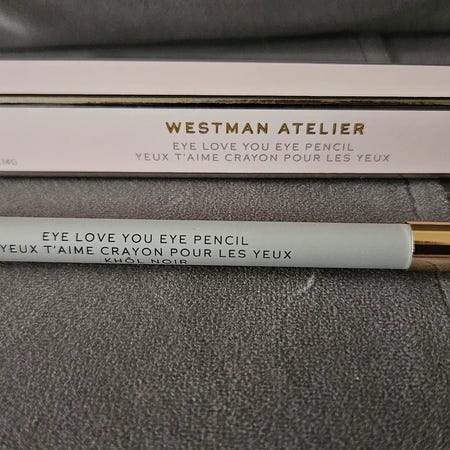 WESTMAN ATELIER
EYE LOVE YOU EYE PENCIL
YEUX T'AIME CRAYON POUR LES YEUX
EYE LOVE YOU EYE PENCIL
YEUX T'AIME CRAYON POUR LES YEUX
KHÔL NOIR